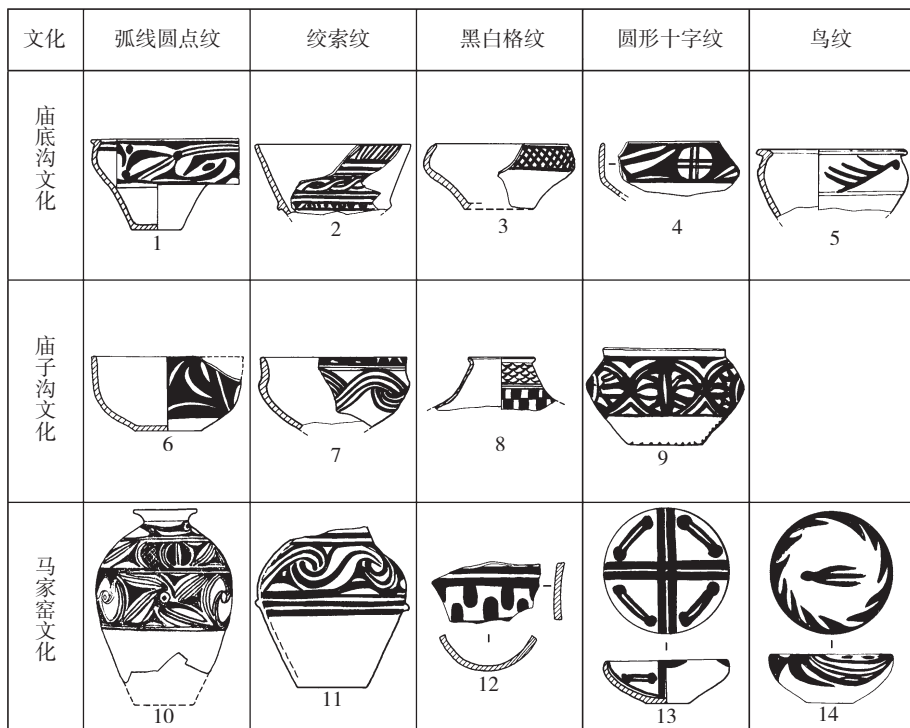 文化 弧线圆点纹 绞索纹 黑白格纹 圆形十字纹 鸟纹
庙底沟文化
1 2 3 4 5
庙子沟文化
6 7 8 9
马家窑文化
10 11 12 13 14